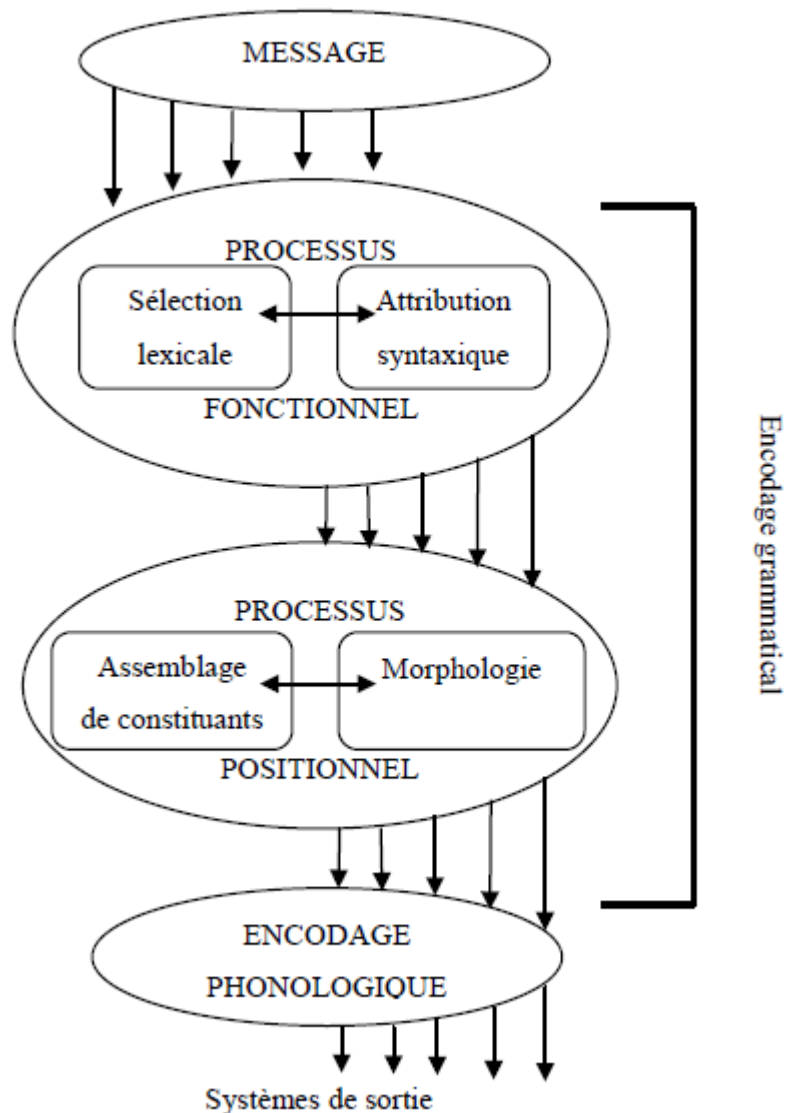 MESSAGE
PROCESSUS
Sélection
lexicale
Attribution
syntaxique
FONCTIONNEL
PROCESSUS
Assemblage
de constituants
Morphologie
POSITIONNEL
ENCODAGE
PHONOLOGIQUE
Systèmes de sortie
Encodage grammatical